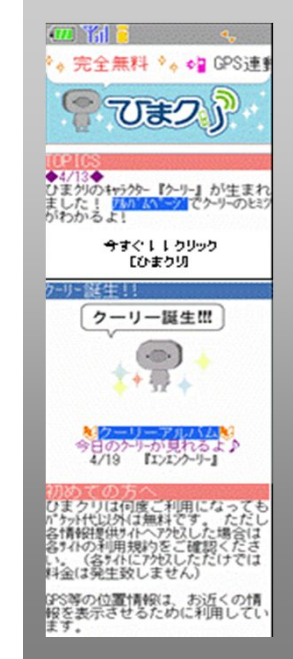 完全無料 GPS連動
ひまクリ
TOPICS
◆4/13◆
ひまクリのｷｬﾗｸﾀｰ『ｸｰﾘｰ』が生まれ
ました！ ｱﾙﾊﾞﾑﾍﾟｰｼﾞでｸｰﾘｰのﾋﾐﾂ
がわかるよ!
今すぐ↓↓クリック
[ひまクリ]
ｸｰﾘｰ誕生!!
クーリー誕生!!!
クーリーアルバム
今日のｸｰﾘｰが見れるよ♪
4/19 『ｴﾝｴﾝｸｰﾘｰ』
初めての方へ
ひまクリは何度ご利用になっても
ﾊﾟｹｯﾄ代以外は無料です。 ただし
各情報提供ｻｲﾄへｱｸｾｽした場合は
各ｻｲﾄの利用規約をご確認くださ
い。 (各ｻｲﾄにｱｸｾｽしただけでは
料金は発生致しません)
GPS等の位置情報は、お近くの情
報を表示させるために利用してい
ます。